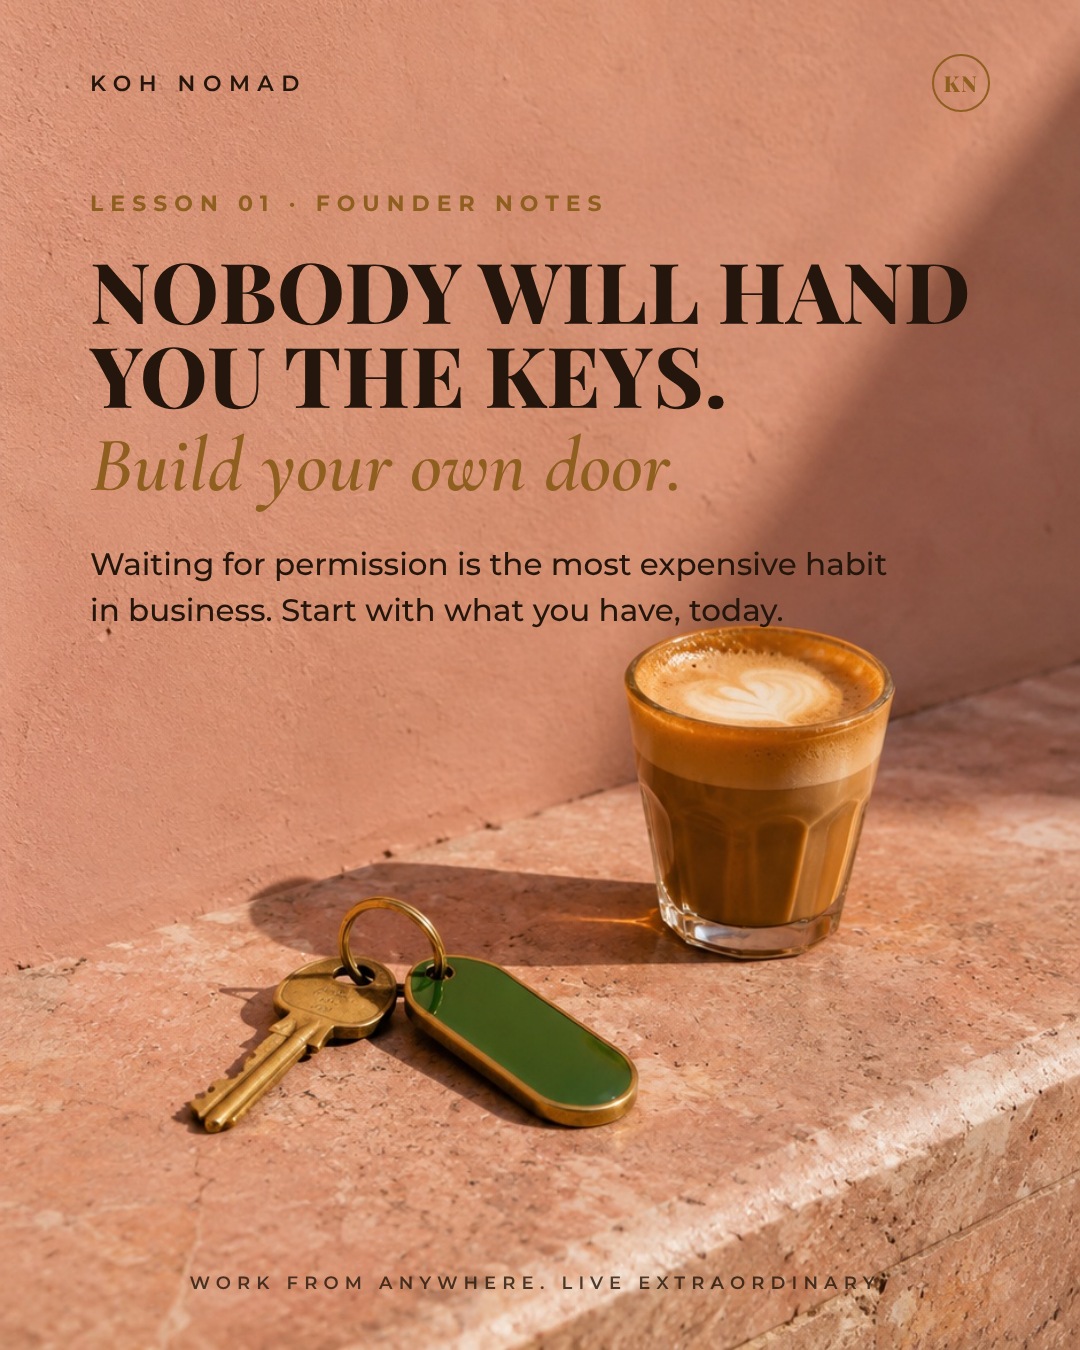 KOH NOMAD
KN
LESSON 01 · FOUNDER NOTES
NOBODY WILL HAND
YOU THE KEYS.
Build your own door.
Waiting for permission is the most expensive habit
in business. Start with what you have, today.
WORK FROM ANYWHERE. LIVE EXTRAORDINARY.